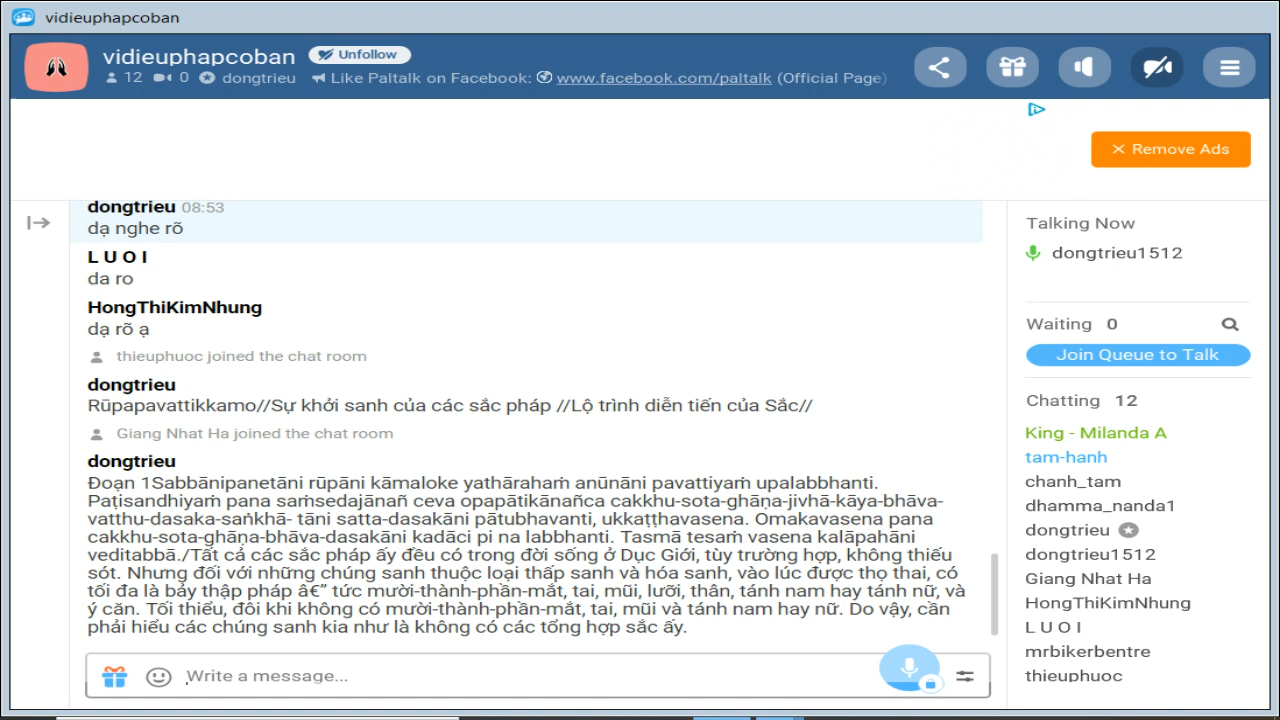 vidieuphapcoban
vidieuphapcoban Unfollow
12 0 dongtrieu Like Paltalk on Facebook: www.facebook.com/paltalk (Official Page)
Remove Ads
dongtrieu 08:53
dạ nghe rõ
L U O I
da ro
HongThiKimNhung
dạ rõ ạ
thieuphuoc joined the chat room
dongtrieu
Rūpapavattikkamo//Sự khởi sanh của các sắc pháp //Lộ trình diễn tiến của Sắc//
Giang Nhat Ha joined the chat room
dongtrieu
Đoạn 1Sabbānipanetāni rūpāni kāmaloke yathārahaṁ anūnāni pavattiyaṁ upalabbhanti.
Paṭisandhiyaṁ pana saṁsedajānañ ceva opapātikānañca cakkhu-sota-ghāṇa-jivhā-kāya-bhāva-
vatthu-dasaka-saṅkhā- tāni satta-dasakāni pātubhavanti, ukkaṭṭhavasena. Omakavasena pana
cakkhu-sota-ghāṇa-bhāva-dasakāni kadāci pi na labbhanti. Tasmā tesaṁ vasena kalāpahāni
veditabbā./Tất cả các sắc pháp ấy đều có trong đời sống ở Dục Giới, tùy trường hợp, không thiếu
sót. Nhưng đối với những chúng sanh thuộc loại thấp sanh và hóa sanh, vào lúc được thọ thai, có
tối đa là bảy thập pháp â€” tức mười-thành-phần-mắt, tai, mũi, lưỡi, thân, tánh nam hay tánh nữ, và
ý căn. Tối thiểu, đôi khi không có mười-thành-phần-mắt, tai, mũi và tánh nam hay nữ. Do vậy, cần
phải hiểu các chúng sanh kia như là không có các tổng hợp sắc ấy.
Write a message...
Talking Now
dongtrieu1512
Waiting 0
Join Queue to Talk
Chatting 12
King - Milanda A
tam-hanh
chanh_tam
dhamma_nanda1
dongtrieu
dongtrieu1512
Giang Nhat Ha
HongThiKimNhung
L U O I
mrbikerbentre
thieuphuoc